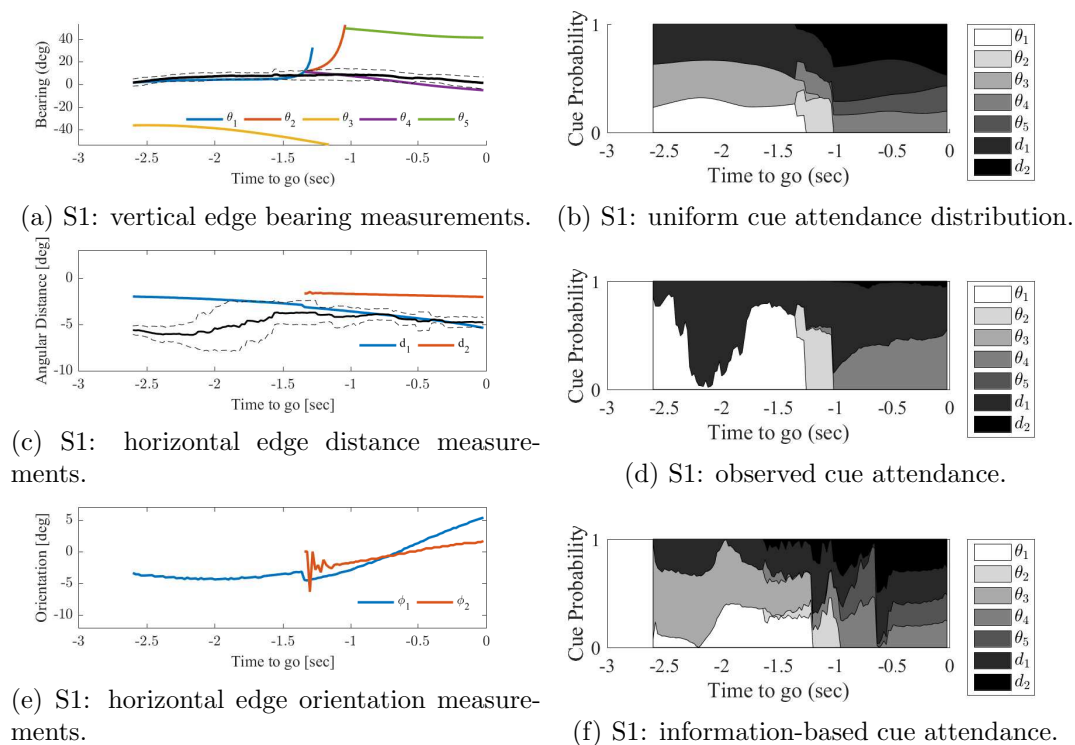 40
20
0
-20
-40
Bearing (deg)
θ1 θ2 θ3 θ4 θ5
-3 -2.5 -2 -1.5 -1 -0.5 0
Time to go (sec)
(a) S1: vertical edge bearing measurements.
1
0
Cue Probability
-3 -2.5 -2 -1.5 -1 -0.5 0
Time to go (sec)
θ1
θ2
θ3
θ4
θ5
d1
d2
(b) S1: uniform cue attendance distribution.
0
-5
-10
Angular Distance [deg]
d1 d2
-3 -2.5 -2 -1.5 -1 -0.5 0
Time to go [sec]
(c) S1: horizontal edge distance measure-
ments.
1
0
Cue Probability
-3 -2.5 -2 -1.5 -1 -0.5 0
Time to go (sec)
θ1
θ2
θ3
θ4
θ5
d1
d2
(d) S1: observed cue attendance.
5
0
-5
-10
Orientation [deg]
ϕ1 ϕ2
-3 -2.5 -2 -1.5 -1 -0.5 0
Time to go [sec]
(e) S1: horizontal edge orientation measure-
ments.
1
0
Cue Probability
-3 -2.5 -2 -1.5 -1 -0.5 0
Time to go (sec)
θ1
θ2
θ3
θ4
θ5
d1
d2
(f) S1: information-based cue attendance.